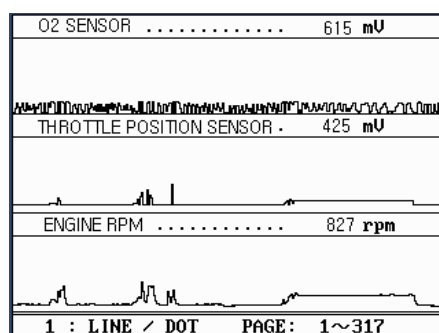 O2 SENSOR ............. 615 mV
THROTTLE POSITION SENSOR . 425 mV
ENGINE RPM ............ 827 rpm
1 : LINE / DOT PAGE: 1~317